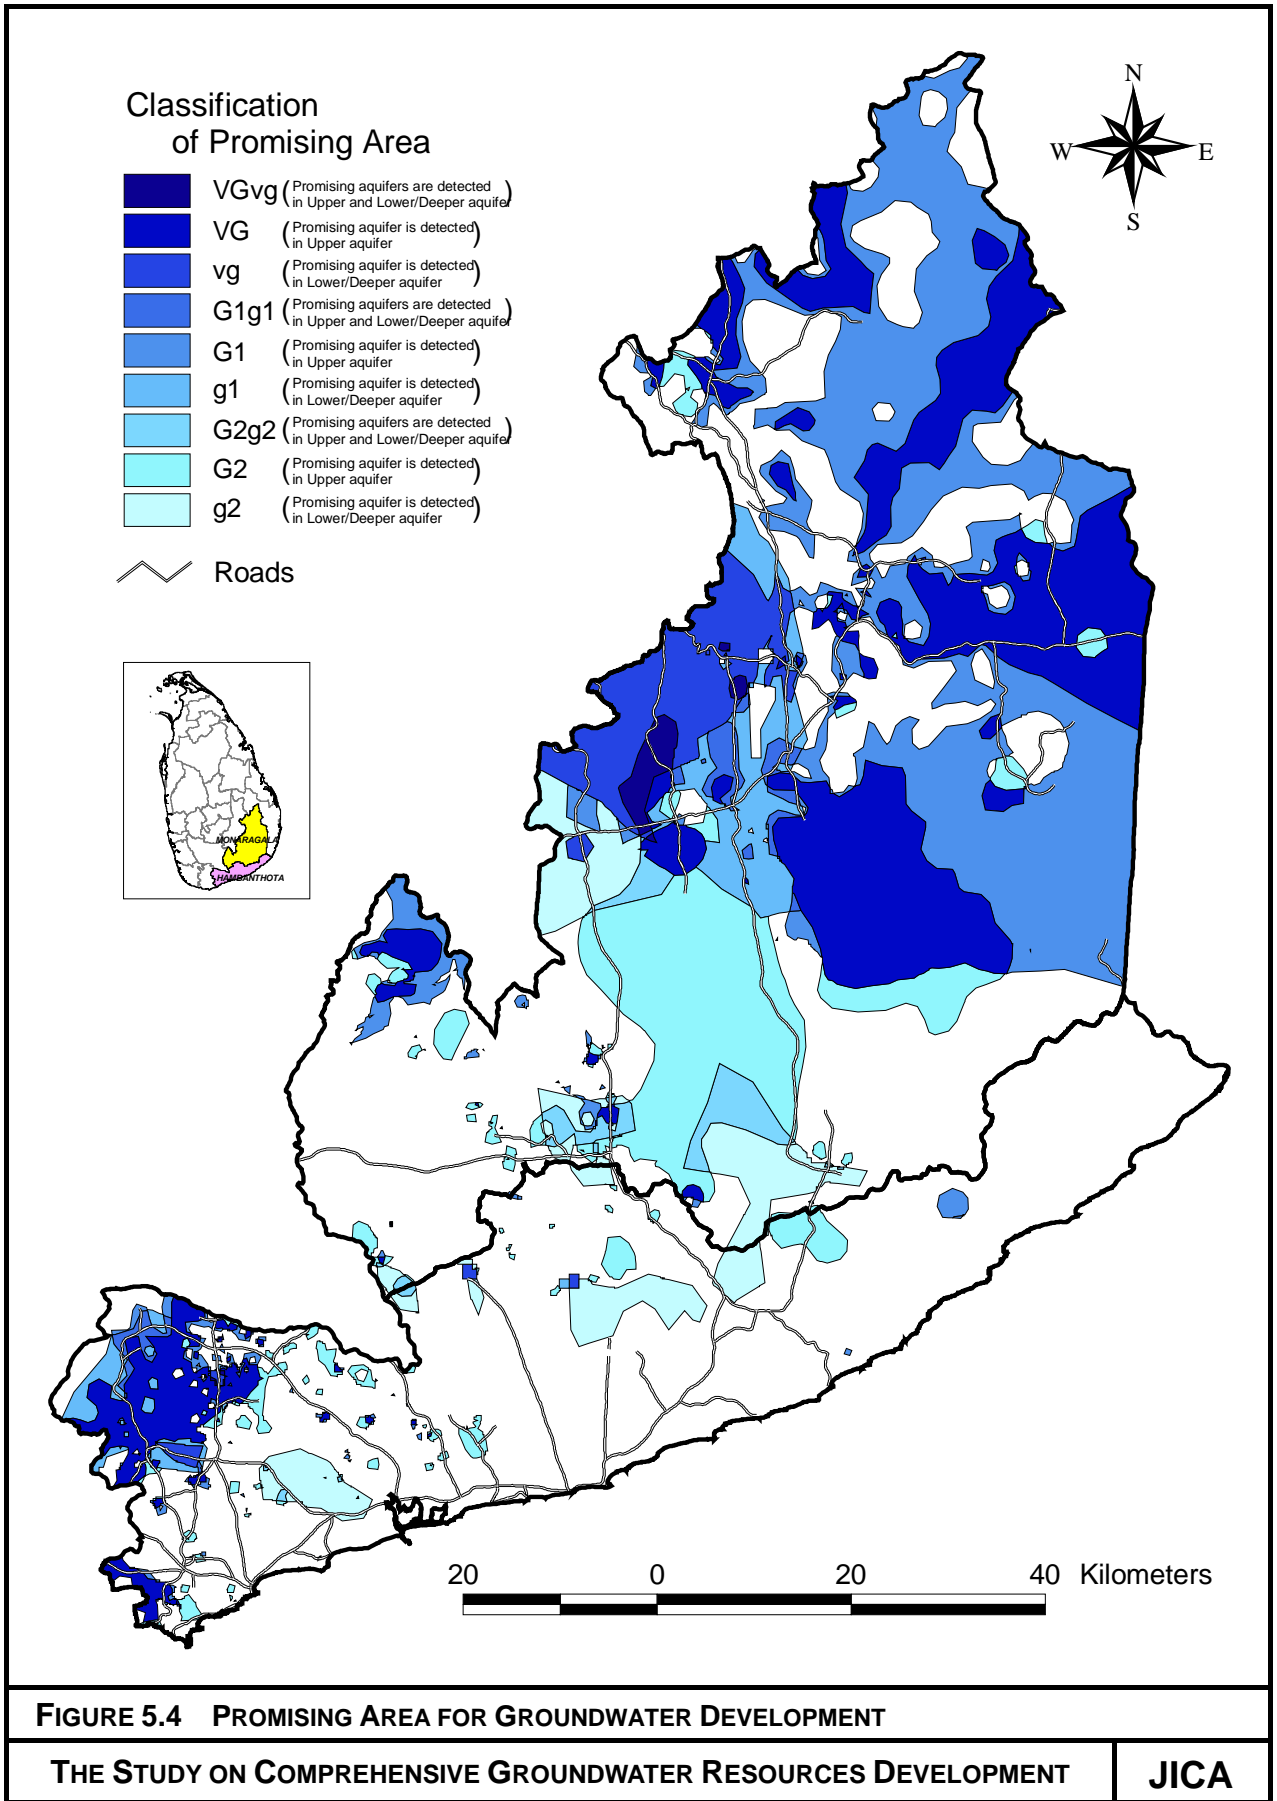 Classification
of Promising Area
VGvg (Promising aquifers are detected
in Upper and Lower/Deeper aquifer)
VG (Promising aquifer is detected
in Upper aquifer)
vg (Promising aquifer is detected
in Lower/Deeper aquifer)
G1g1 (Promising aquifers are detected
in Upper and Lower/Deeper aquifer)
G1 (Promising aquifer is detected
in Upper aquifer)
g1 (Promising aquifer is detected
in Lower/Deeper aquifer)
G2g2 (Promising aquifers are detected
in Upper and Lower/Deeper aquifer)
G2 (Promising aquifer is detected
in Upper aquifer)
g2 (Promising aquifer is detected
in Lower/Deeper aquifer)
Roads
N
W E
S
MONARAGALA
HAMBANTHOTA
20 0 20 40 Kilometers
FIGURE 5.4 PROMISING AREA FOR GROUNDWATER DEVELOPMENT
THE STUDY ON COMPREHENSIVE GROUNDWATER RESOURCES DEVELOPMENT
JICA